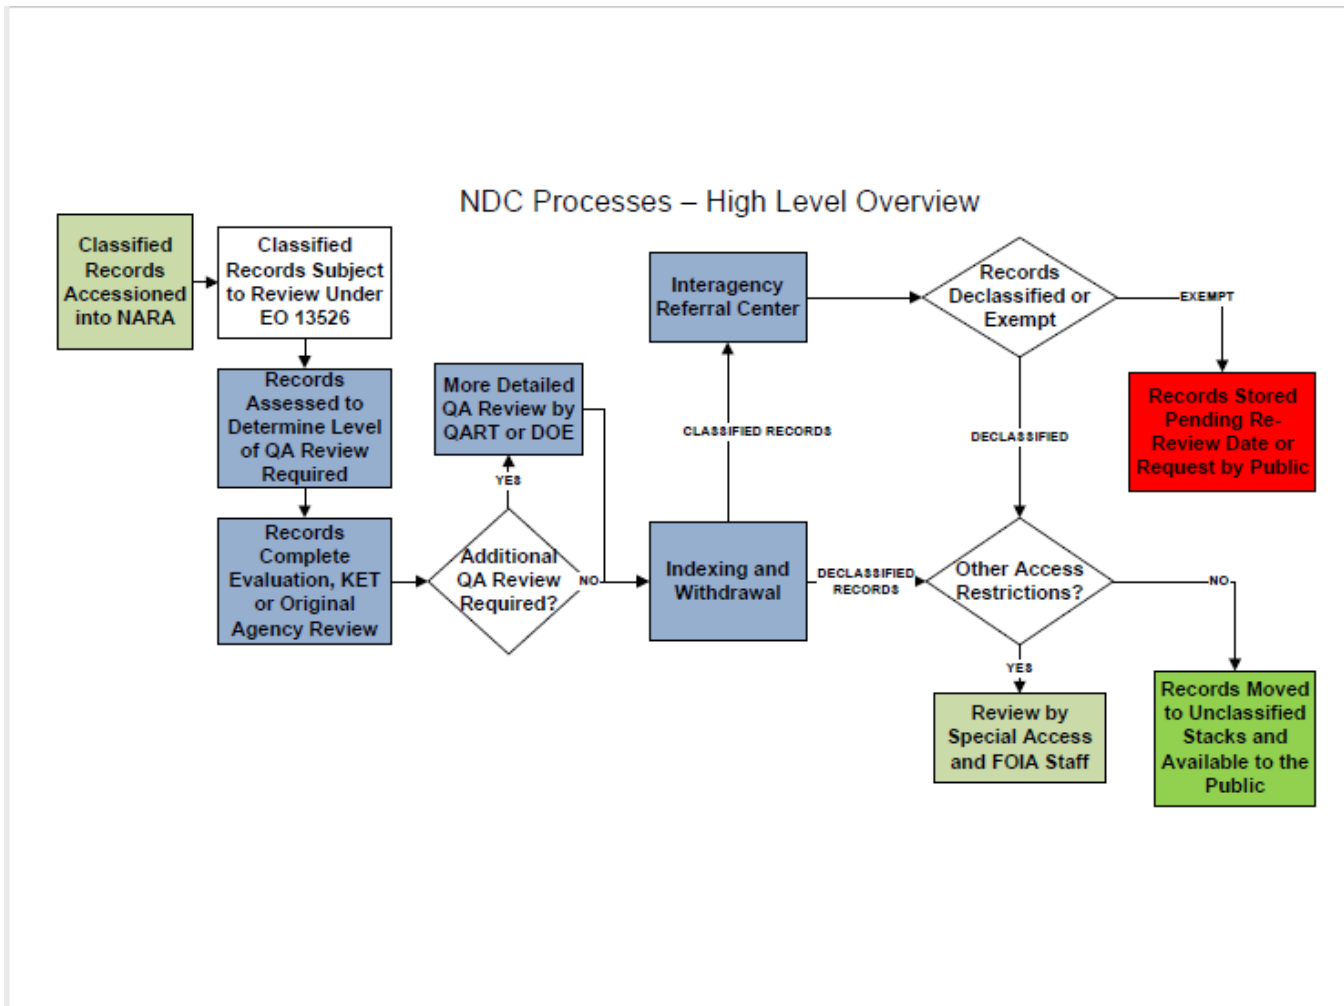 NDC Processes – High Level Overview
Classified
Records
Accessioned
into NARA
Classified
Records Subject
to Review Under
EO 13526
Records
Assessed to
Determine Level
of QA Review
Required
Records
Complete
Evaluation, KET
or Original
Agency Review
More Detailed
QA Review by
QART or DOE
YES
Additional
QA Review
Required?
NO
Indexing and
Withdrawal
CLASSIFIED RECORDS
Interagency
Referral Center
Records
Declassified or
Exempt
EXEMPT
Records Stored
Pending Re-
Review Date or
Request by Public
DECLASSIFIED
DECLASSIFIED
RECORDS
Other Access
Restrictions?
NO
YES
Review by
Special Access
and FOIA Staff
Records Moved
to Unclassified
Stacks and
Available to the
Public